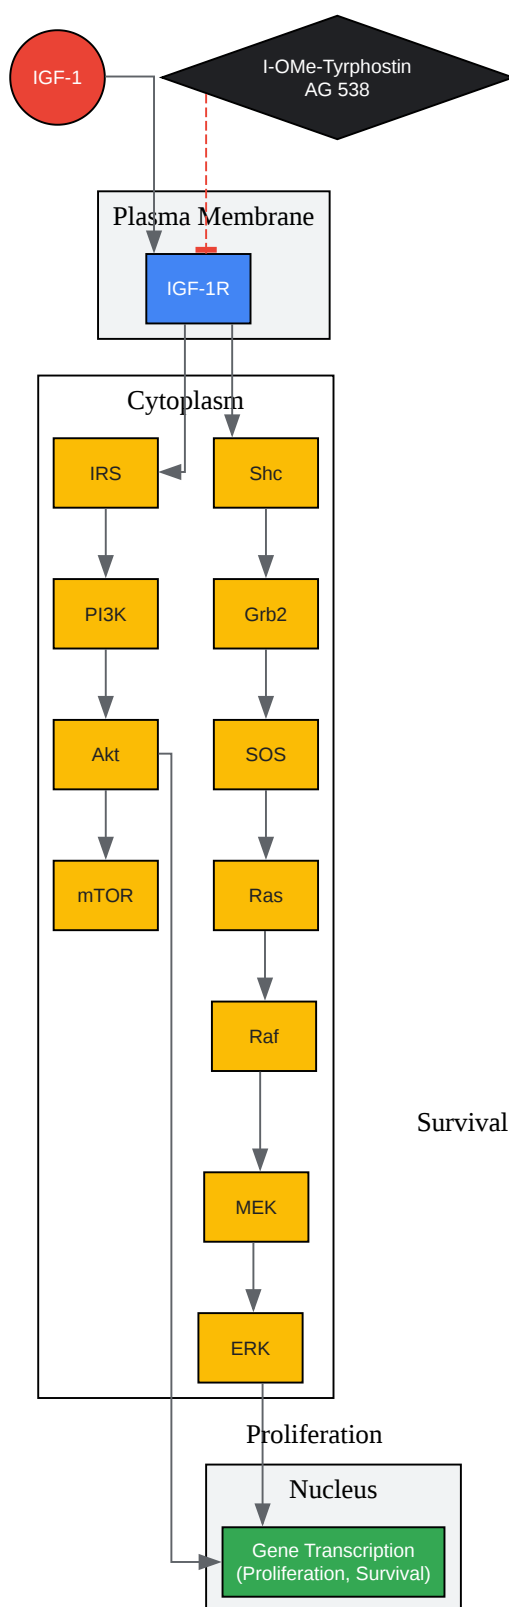 IGF-1
I-OMe-Tyrphostin
AG 538
Plasma Membrane
IGF-1R
Cytoplasm
IRS
Shc
PI3K
Grb2
Akt
SOS
mTOR
Ras
Raf
Survival
MEK
ERK
Proliferation
Nucleus
Gene Transcription
(Proliferation, Survival)